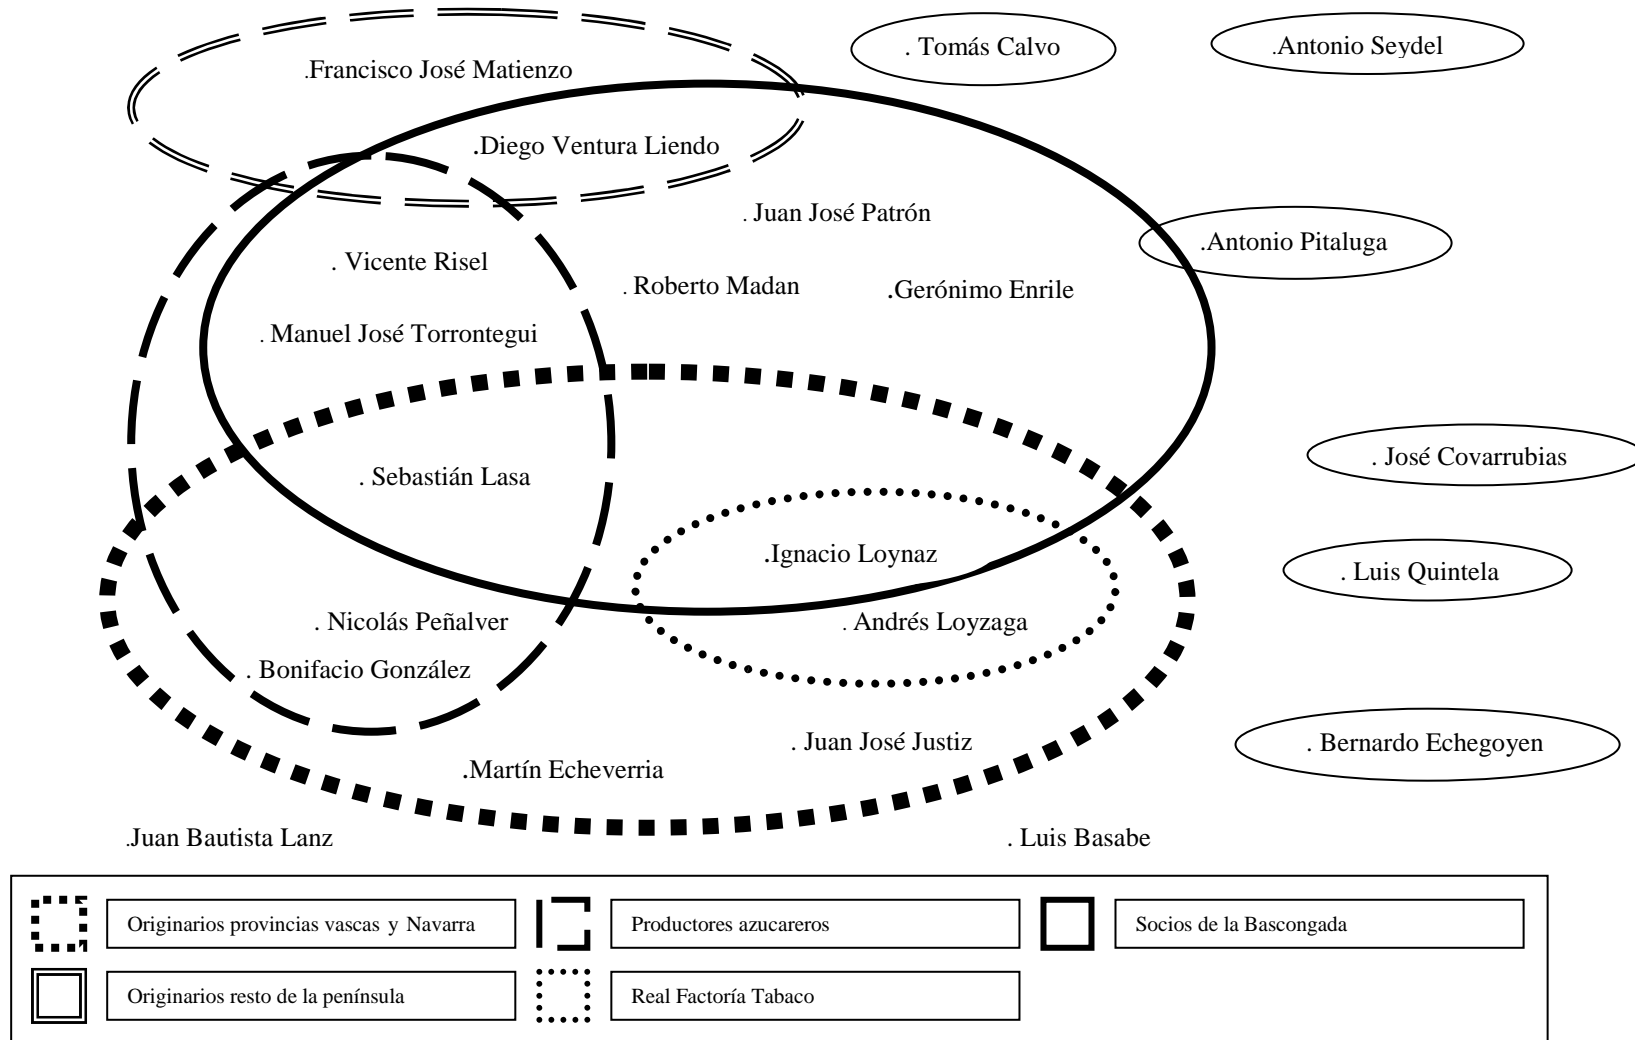 . Tomás Calvo
.Antonio Seydel
.Francisco José Matienzo
.Diego Ventura Liendo
. Juan José Patrón
.Antonio Pitaluga
. Vicente Risel
. Roberto Madan
.Gerónimo Enrile
. Manuel José Torrontegui
. José Covarrubias
. Sebastián Lasa
.Ignacio Loynaz
. Luis Quintela
. Nicolás Peñalver
. Andrés Loyzaga
. Bonifacio González
. Juan José Justiz
. Bernardo Echegoyen
.Martín Echeverria
.Juan Bautista Lanz
. Luis Basabe
Originarios provincias vascas y Navarra
Productores azucareros
Socios de la Bascongada
Originarios resto de la península
Real Factoría Tabaco